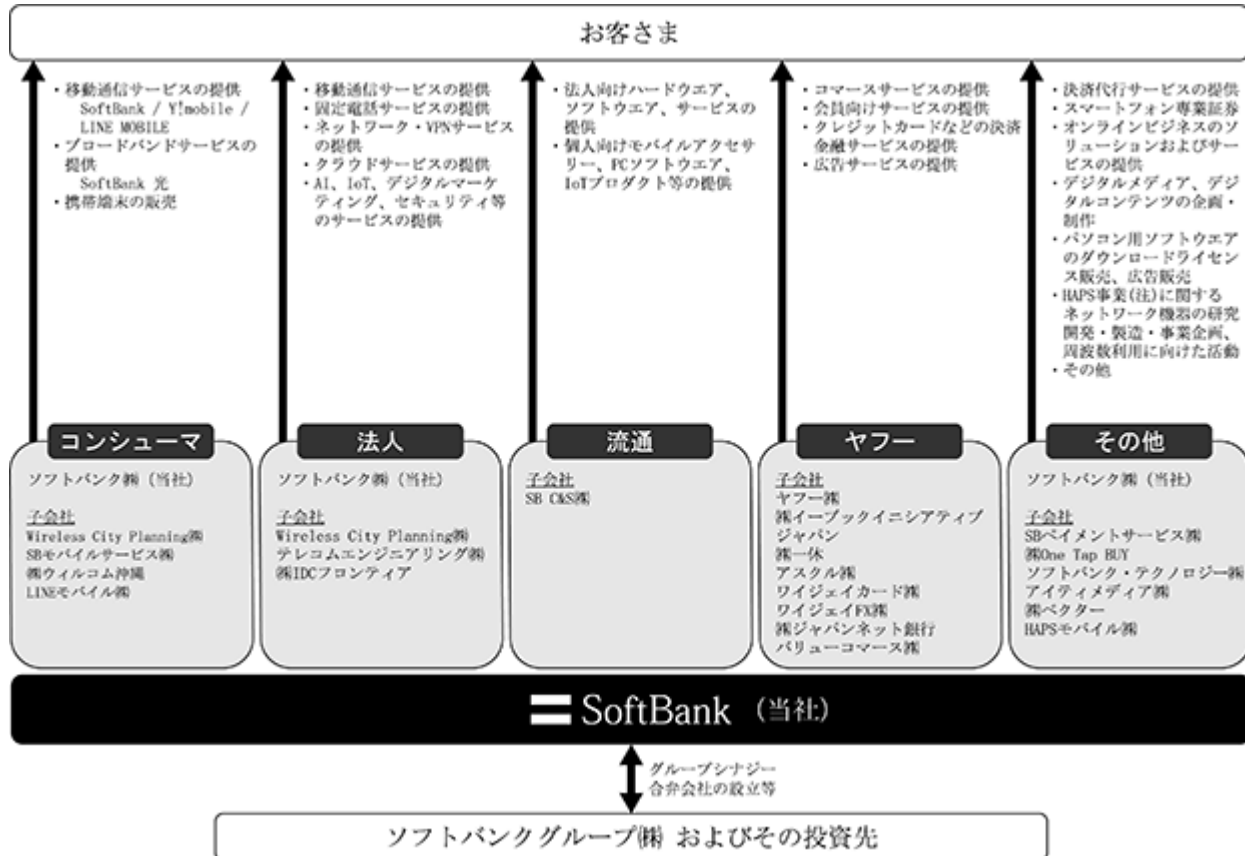 お客さま
・移動通信サービスの提供
SoftBank / Y!mobile /
LINE MOBILE
・ブロードバンドサービスの
提供
SoftBank 光
・携帯端末の販売
・移動通信サービスの提供
・固定電話サービスの提供
・ネットワーク・VPNサービス
の提供
・クラウドサービスの提供
・AI、IoT、デジタルマーケ
ティング、セキュリティ等
のサービスの提供
・法人向けハードウエア、
ソフトウエア、サービスの
提供
・個人向けモバイルアクセサ
リー、PCソフトウエア、
IoTプロダクト等の提供
・コマースサービスの提供
・会員向けサービスの提供
・クレジットカードなどの決済
金融サービスの提供
・広告サービスの提供
・決済代行サービスの提供
・スマートフォン専業証券
・オンラインビジネスのソ
リューションおよびサー
ビスの提供
・デジタルメディア、デジ
タルコンテンツの企画・
制作
・パソコン用ソフトウエア
のダウンロードライセン
ス販売、広告販売
・HAPS事業(注)に関する
ネットワーク機器の研究
開発・製造・事業企画、
周波数利用に向けた活動
・その他
コンシューマ
ソフトバンク㈱（当社）
子会社
Wireless City Planning㈱
SBモバイルサービス㈱
㈱ウィルコム沖縄
LINEモバイル㈱
法人
ソフトバンク㈱（当社）
子会社
Wireless City Planning㈱
テレコムエンジニアリング㈱
㈱IDCフロンティア
流通
子会社
SB C&S㈱
ヤフー
子会社
ヤフー㈱
㈱イーブックイニシアティブ
ジャパン
㈱一休
アスクル㈱
ワイジェイカード㈱
ワイジェイFX㈱
㈱ジャパンネット銀行
バリューコマース㈱
その他
ソフトバンク㈱（当社）
子会社
SBペイメントサービス㈱
㈱One Tap BUY
ソフトバンク・テクノロジー㈱
アイティメディア㈱
㈱ベクター
HAPSモバイル㈱
SoftBank（当社）
グループシナジー
合弁会社の設立等
ソフトバンクグループ㈱ およびその投資先